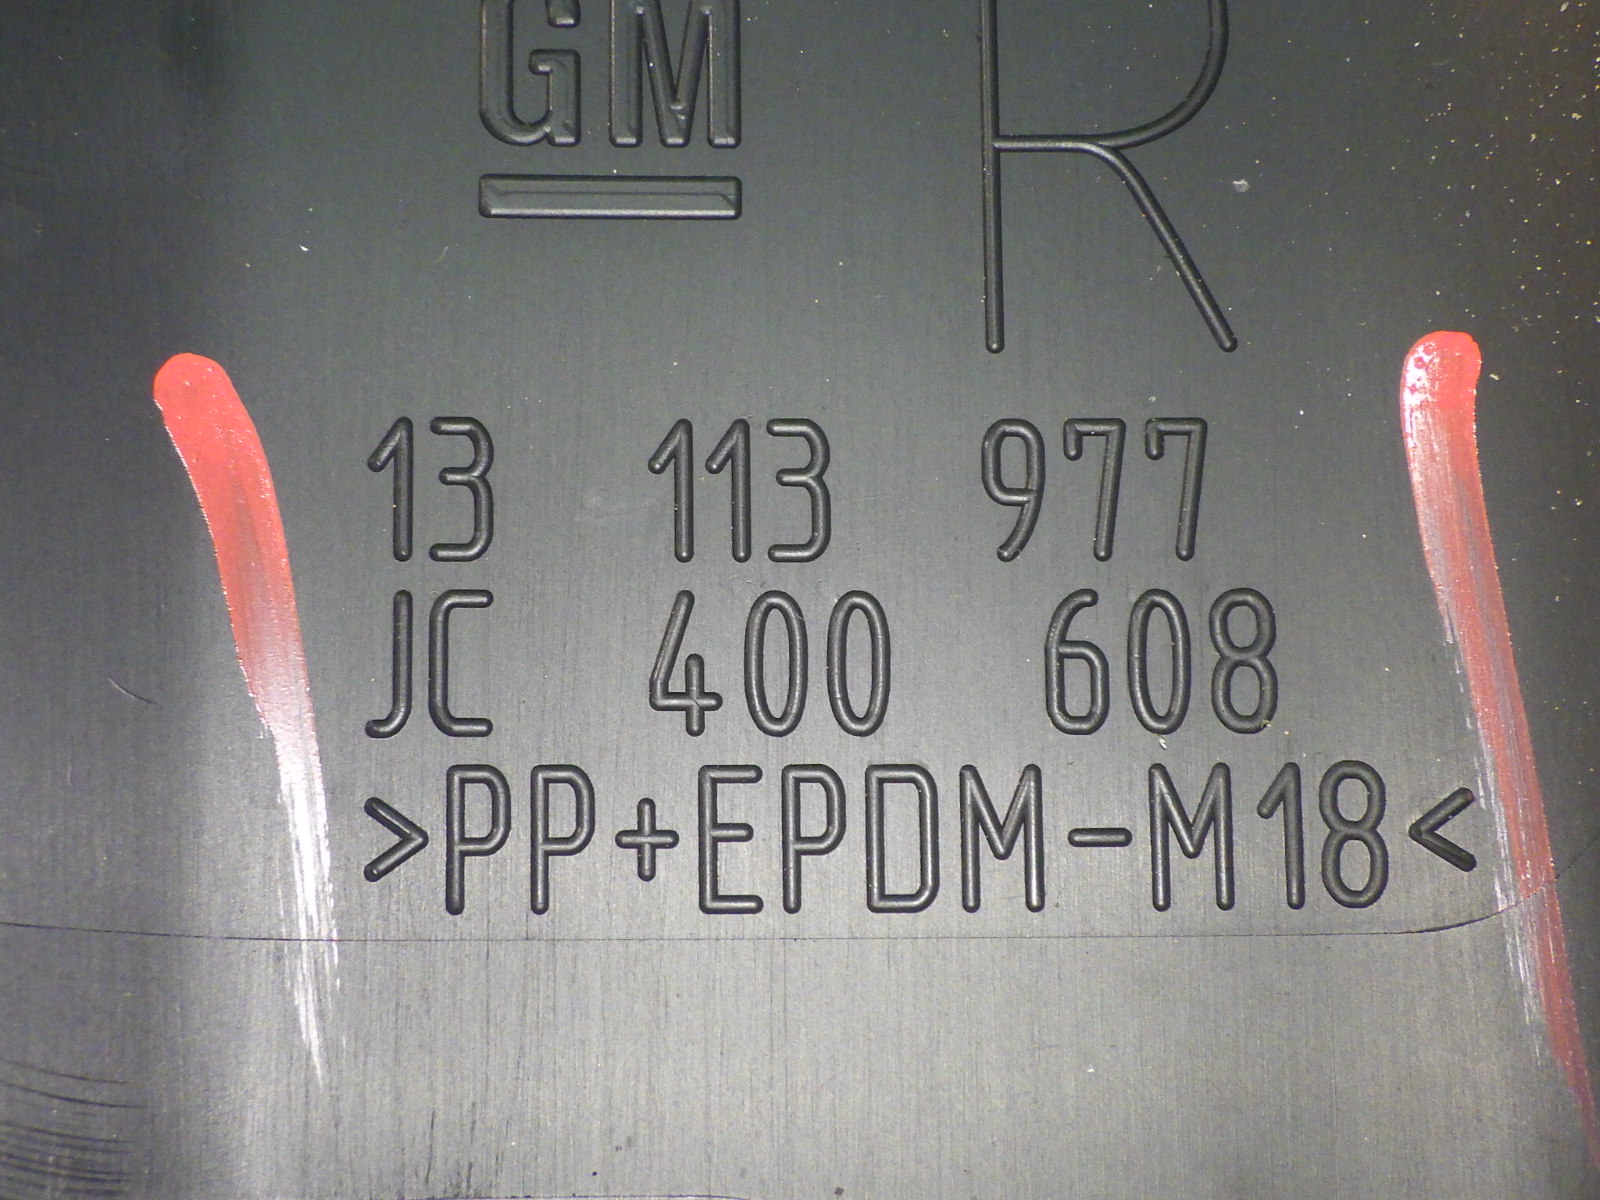 GM R
13 113 977
JC 400 608
>PP+EPDM-M18<